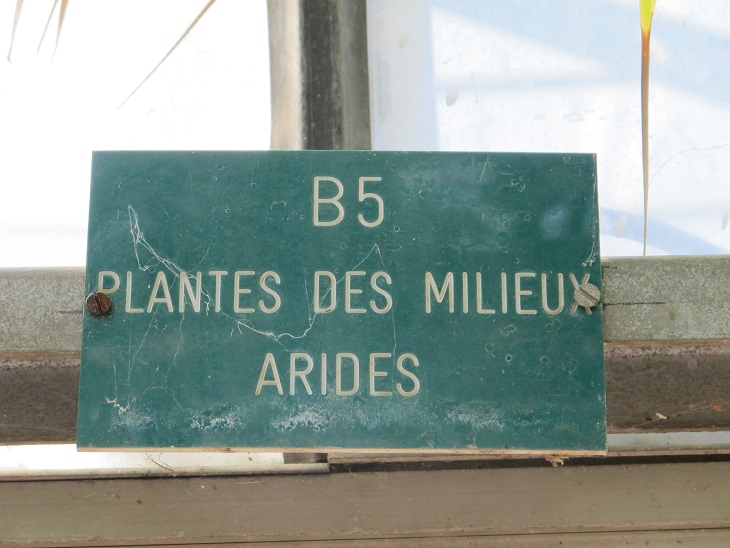 B5
PLANTES DES MILIEUX
ARIDES